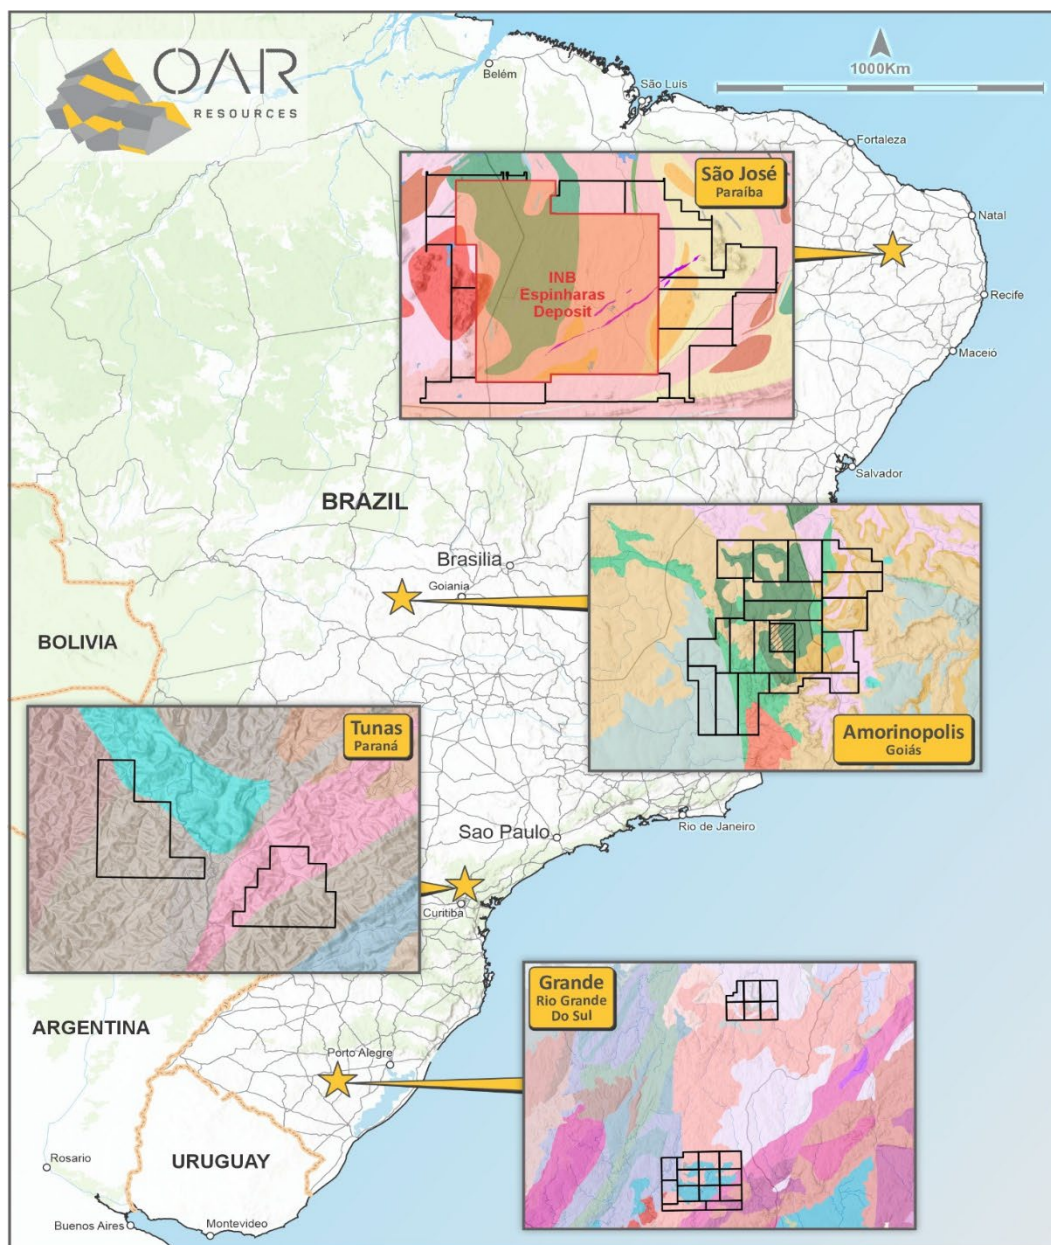 OAR
RESOURCES
1000Km
Belém
São Luís
Fortaleza
São José
Paraíba
Natal
INB
Espinharas
Deposit
Recife
Maceió
Salvador
BRAZIL
Brasilia
Goiania
BOLIVIA
Amorinopolis
Goiás
Tunas
Paraná
Rio de Janeiro
Sao Paulo
Curitiba
Grande
Rio Grande
Do Sul
ARGENTINA
Porto Alegre
URUGUAY
Rosario
Buenos Aires
Montevideo